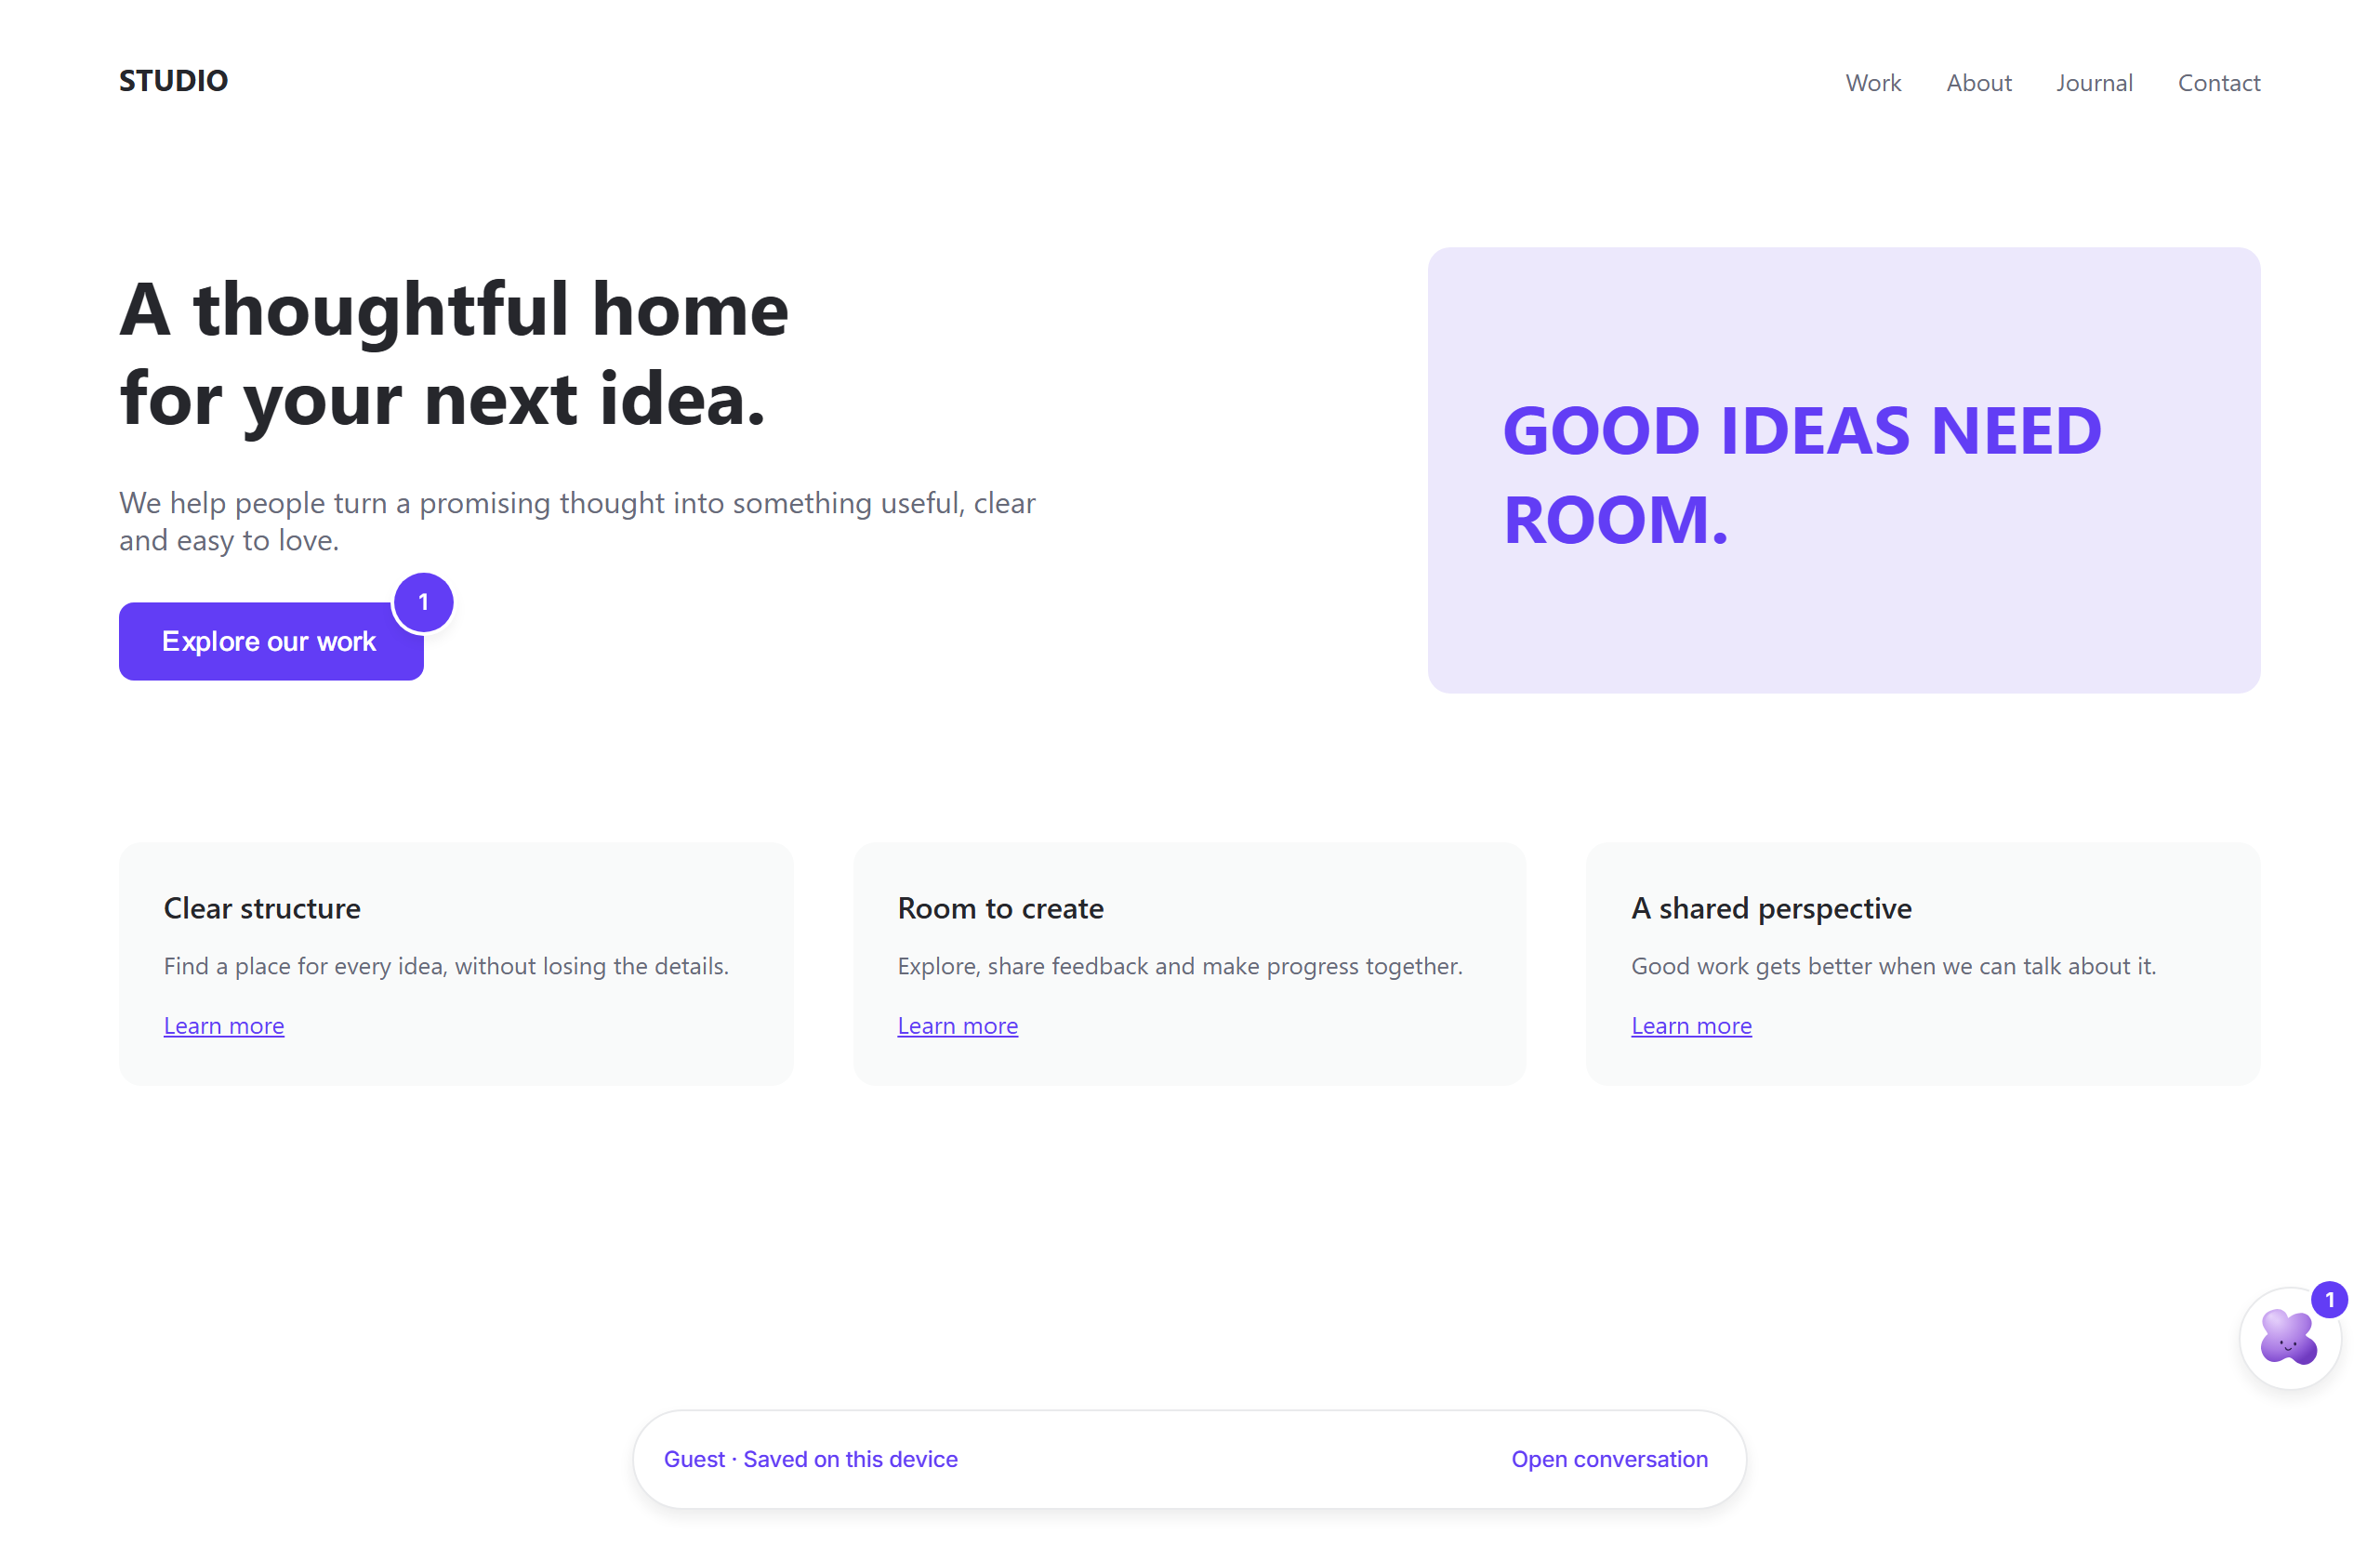 STUDIO
Work
About
Journal
Contact
A thoughtful home
for your next idea.
We help people turn a promising thought into something useful, clear
and easy to love.
Explore our work
1
GOOD IDEAS NEED
ROOM.
Clear structure
Find a place for every idea, without losing the details.
Learn more
Room to create
Explore, share feedback and make progress together.
Learn more
A shared perspective
Good work gets better when we can talk about it.
Learn more
1
Guest · Saved on this device
Open conversation